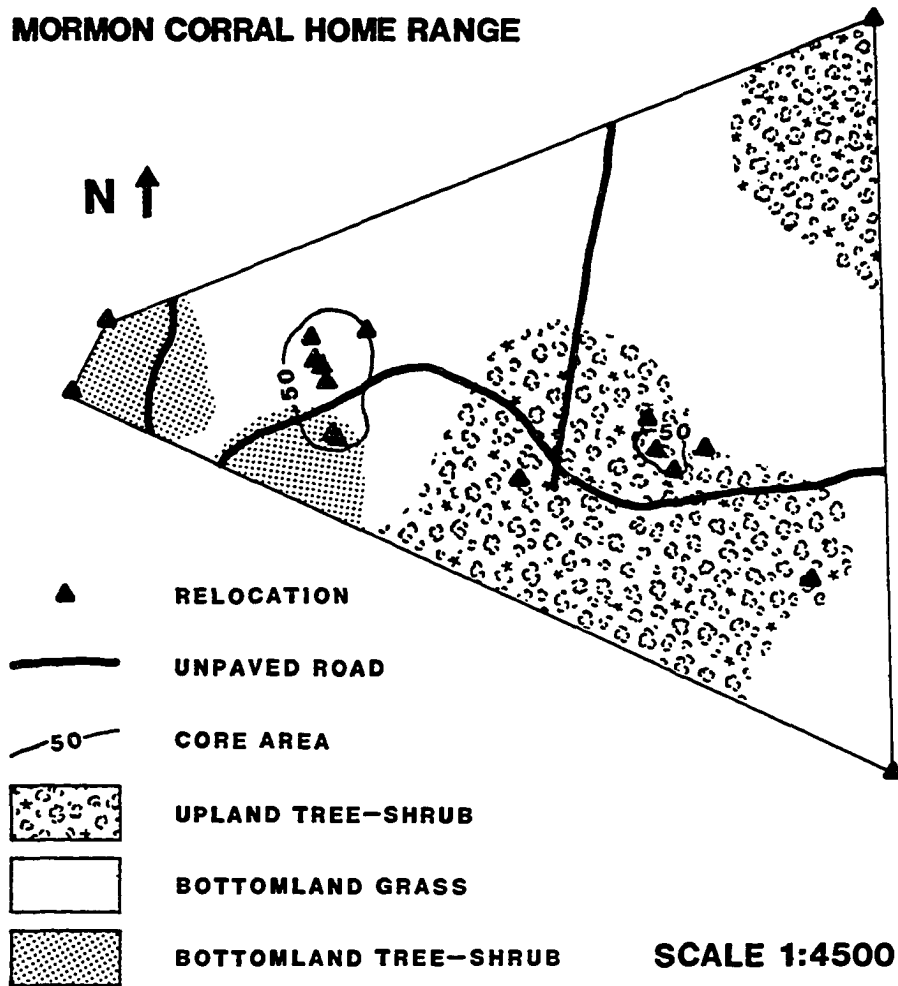 MORMON CORRAL HOME RANGE
N
50
50
RELOCATION
UNPAVED ROAD
50 CORE AREA
UPLAND TREE-SHRUB
BOTTOMLAND GRASS
BOTTOMLAND TREE-SHRUB
SCALE 1:4500